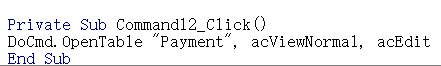 Private Sub Command12_Click()
DoCmd.OpenTable "Payment", acViewNormal, acEdit
End Sub